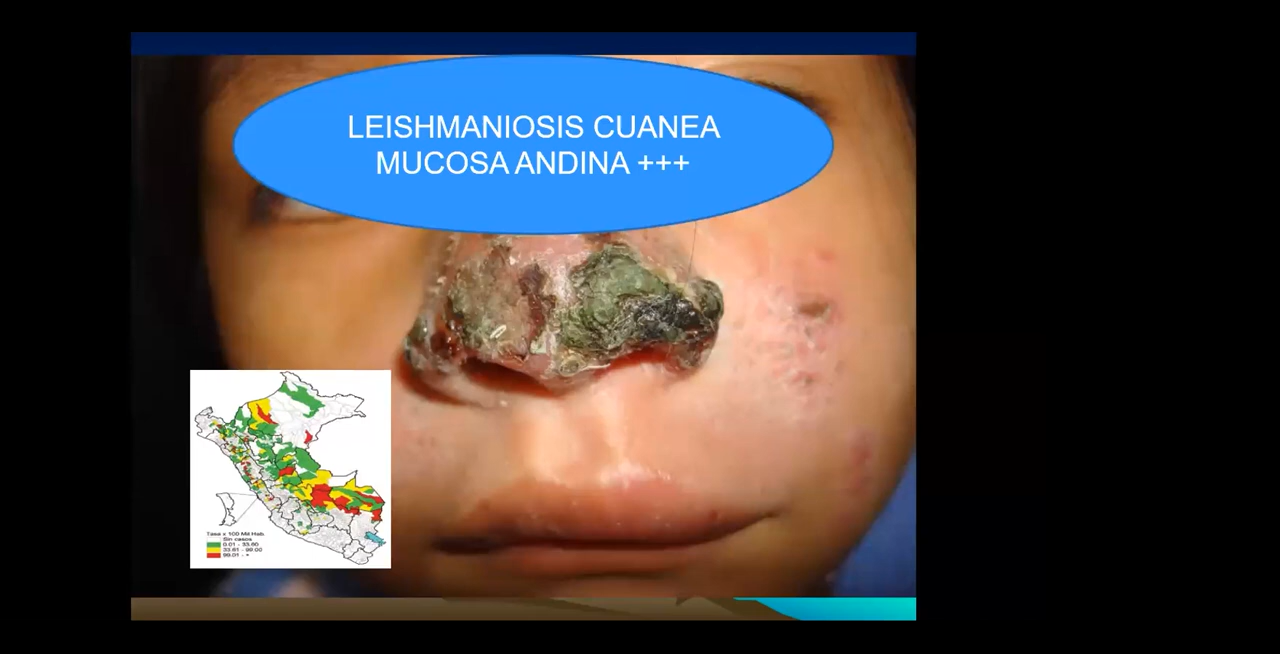 LEISHMANIOSIS CUANEA
MUCOSA ANDINA +++
Tasa x 100 Mil Hab.
Sin casos